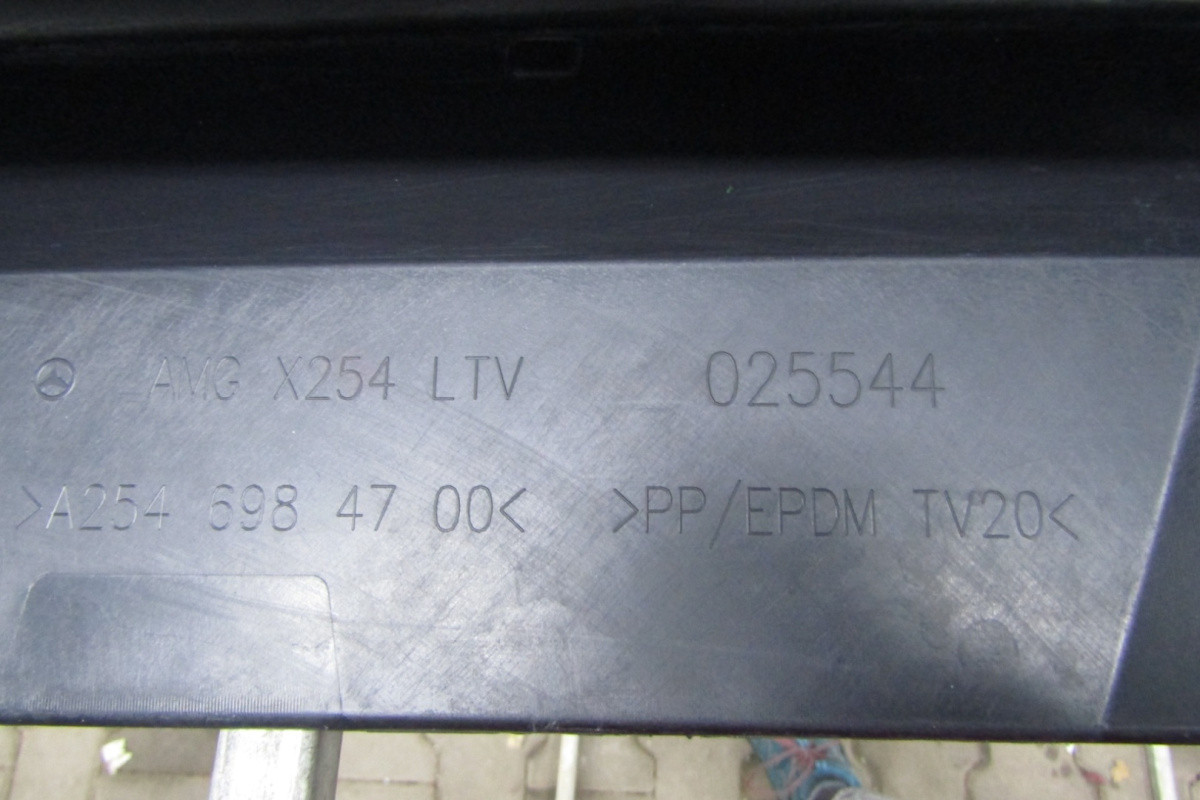 AMG X254 LTV 025544
>A254 698 47 00< >PP/EPDM TV20<